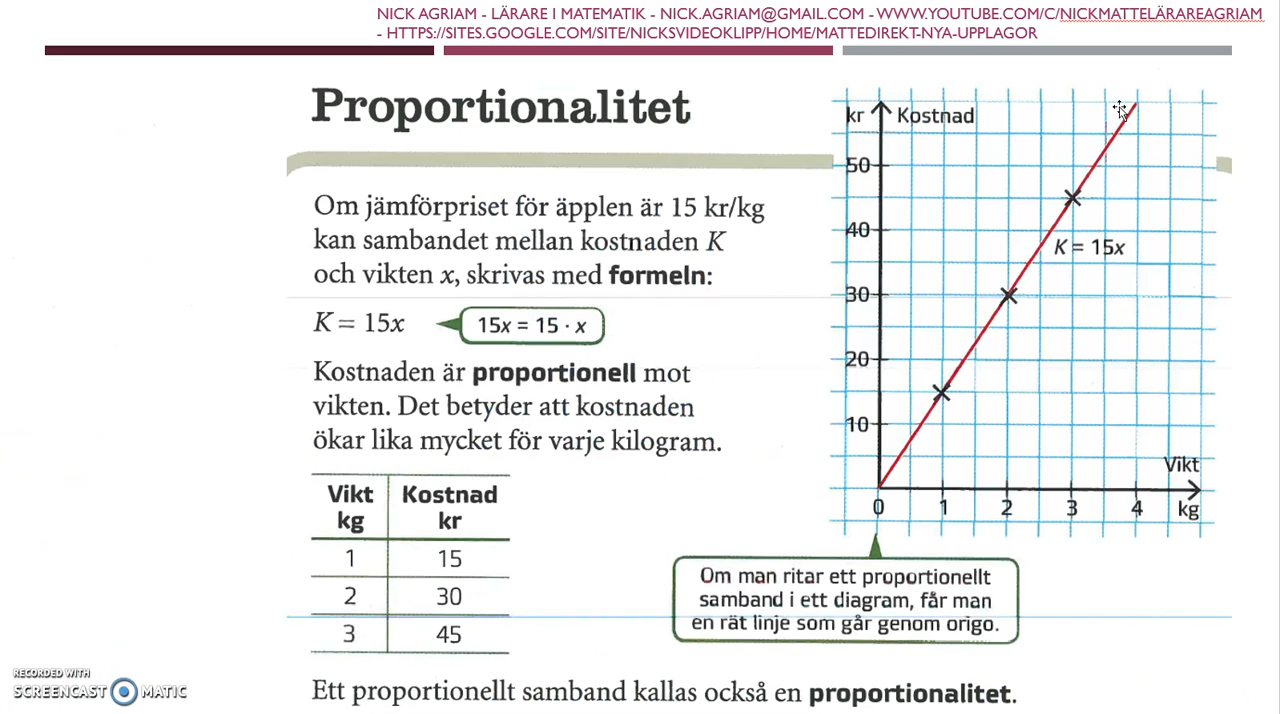 NICK AGRIAM - LÄRARE I MATEMATIK - NICK.AGRIAM@GMAIL.COM - WWW.YOUTUBE.COM/C/NICKMATTELÄRAREAGRIAM
- HTTPS://SITES.GOOGLE.COM/SITE/NICKSVIDEOKLIPP/HOME/MATTEDIREKT-NYA-UPPLAGOR
Proportionalitet
Om jämförpriset för äpplen är 15 kr/kg
kan sambandet mellan kostnaden K
och vikten x, skrivas med formeln:
K = 15x
15x = 15 · x
Kostnaden är proportionell mot
vikten. Det betyder att kostnaden
ökar lika mycket för varje kilogram.
Vikt Kostnad
kg kr
1 15
2 30
3 45
kr Kostnad
50
40
K = 15x
30
20
10
Vikt
0 1 2 3 4 kg
Om man ritar ett proportionellt
samband i ett diagram, får man
en rät linje som går genom origo.
Ett proportionellt samband kallas också en proportionalitet.
RECORDED WITH
SCREENCAST MATIC